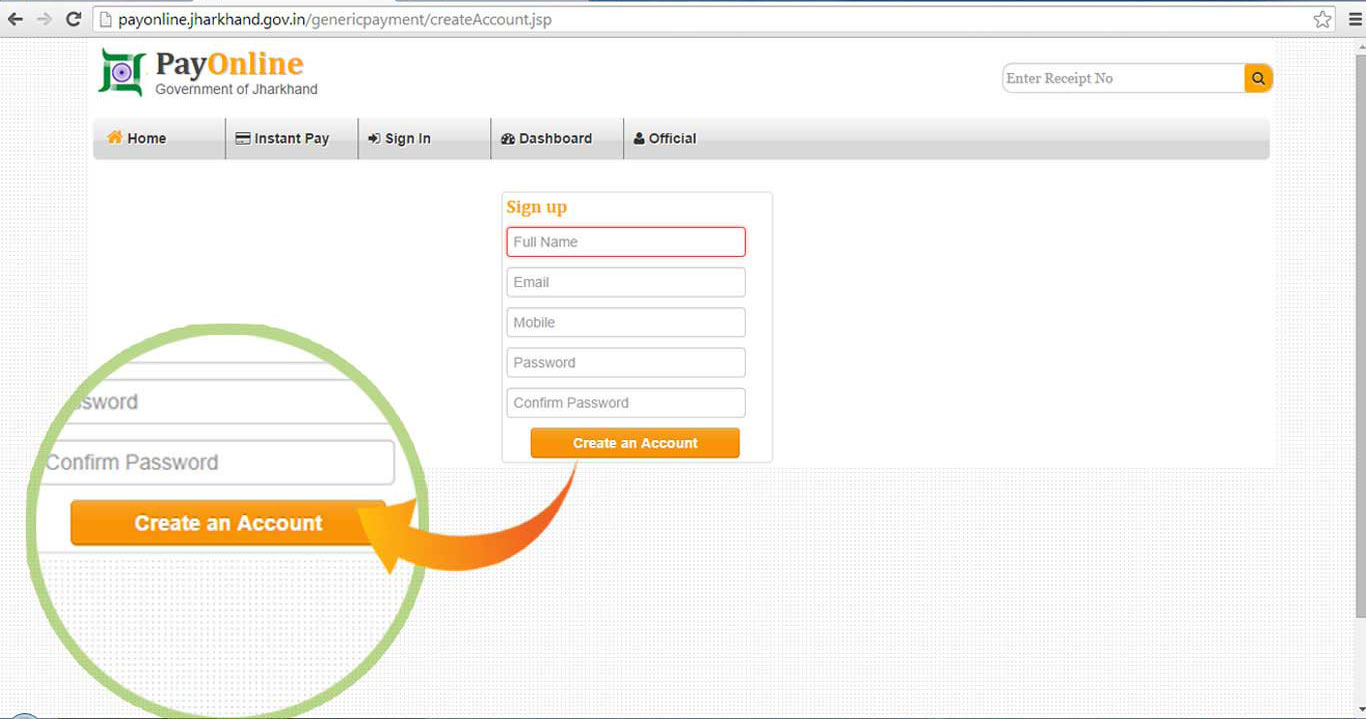 payonline.jharkhand.gov.in/genericpayment/createAccount.jsp
PayOnline
Government of Jharkhand
Enter Receipt No
Home Instant Pay Sign In Dashboard Official
Sign up
Full Name
Email
Mobile
Password
Confirm Password
Create an Account
ssword
Confirm Password
Create an Account